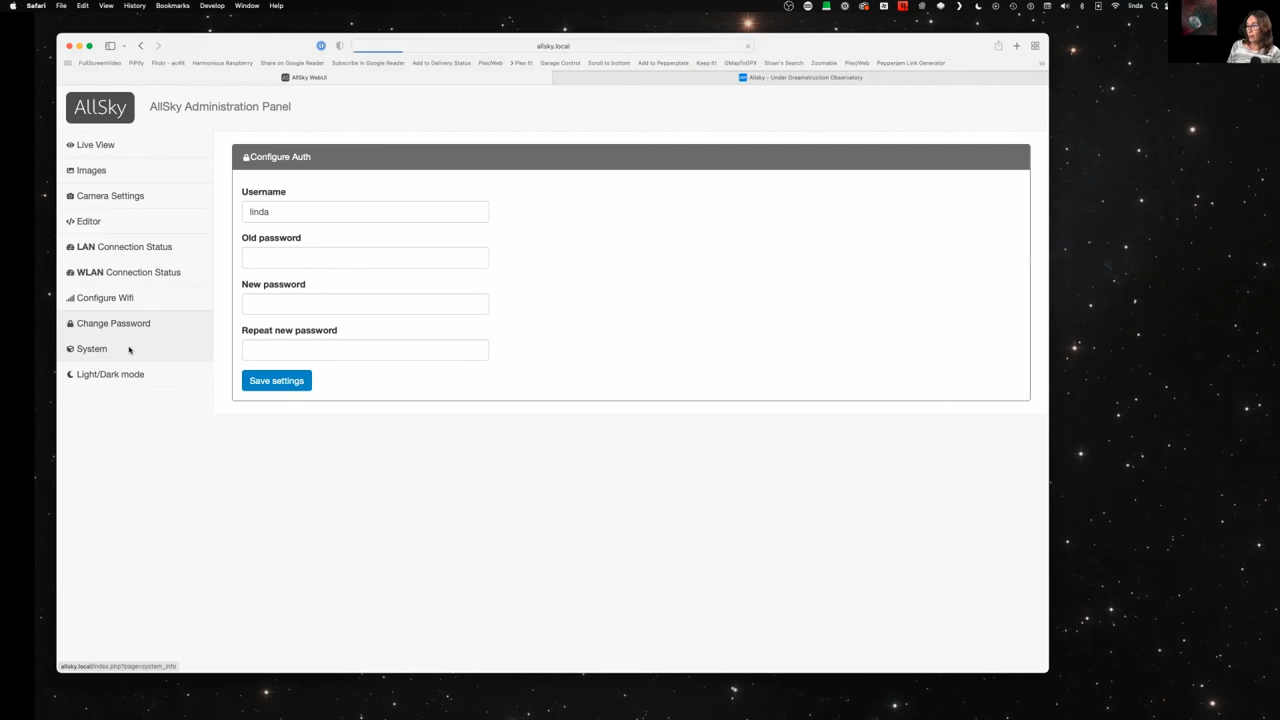 Safari File Edit View History Bookmarks Develop Window Help linda
allsky.local
FullScreenVideo PiPify Flickr - ac4lt Harmonious Raspberry Share on Google Reader Subscribe in Google Reader Add to Delivery Status Plex/Web > Plex It! Garage Control Scroll to bottom Add to Pepperplate Keep It! GMapToGPX Sloan's Search Zoomable Plex/Web Pepperjam Link Generator
AllSky WebUI Allsky - Under Dreamstruction Observatory
AllSky AllSky Administration Panel
Live View
Configure Auth
Images
Username
Camera Settings
linda
Editor
Old password
LAN Connection Status
WLAN Connection Status
New password
Configure Wifi
Change Password
Repeat new password
System
Light/Dark mode
Save settings
allsky.local/index.php?page=system_info